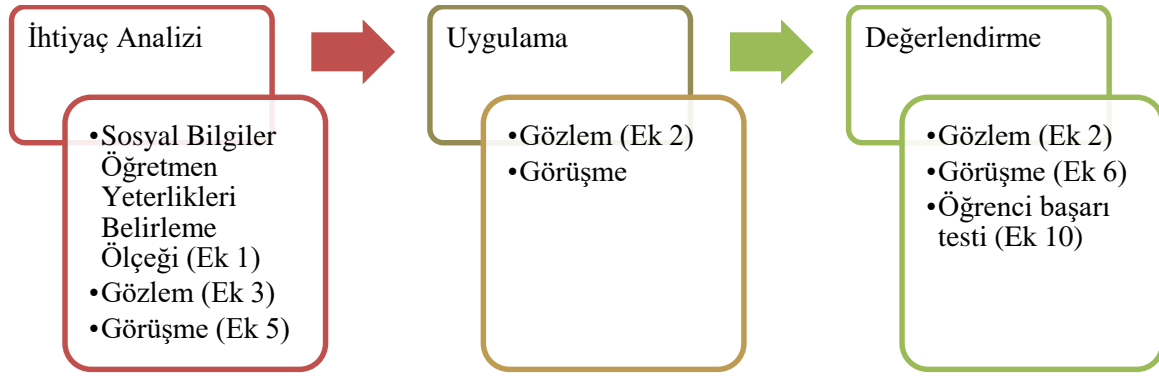 İhtiyaç Analizi
•Sosyal Bilgiler
Öğretmen
Yeterlikleri
Belirleme
Ölçeği (Ek 1)
•Gözlem (Ek 3)
•Görüşme (Ek 5)
Uygulama
•Gözlem (Ek 2)
•Görüşme
Değerlendirme
•Gözlem (Ek 2)
•Görüşme (Ek 6)
•Öğrenci başarı
testi (Ek 10)